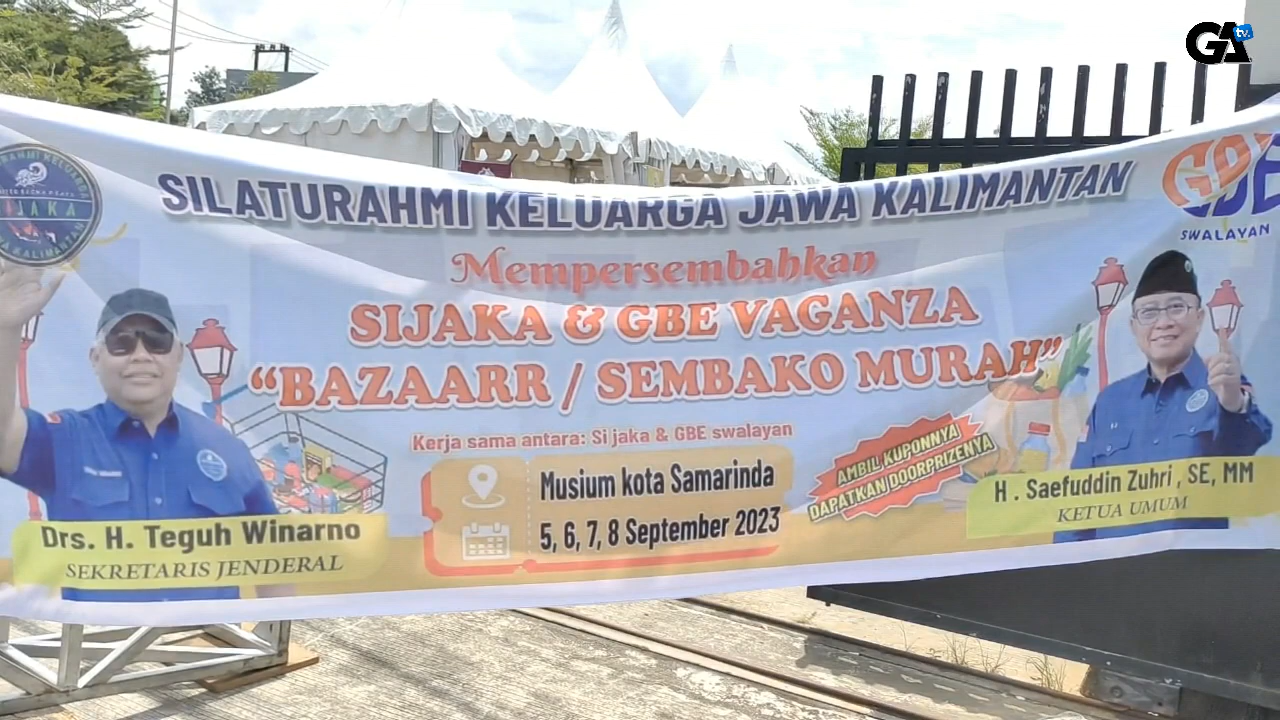 GA tv.
SILATURAHMI KELUARGA JAWA KALIMANTAN
SIJAKA
GBE
SWALAYAN
Mempersembahkan
SIJAKA & GBE VAGANZA
“BAZAARR / SEMBAKO MURAH”
Kerja sama antara: Si jaka & GBE swalayan
Musium kota Samarinda
5, 6, 7, 8 September 2023
AMBIL KUPONNYA
DAPATKAN DOORPRIZENYA
Drs. H. Teguh Winarno
SEKRETARIS JENDERAL
H . Saefuddin Zuhri , SE, MM
KETUA UMUM